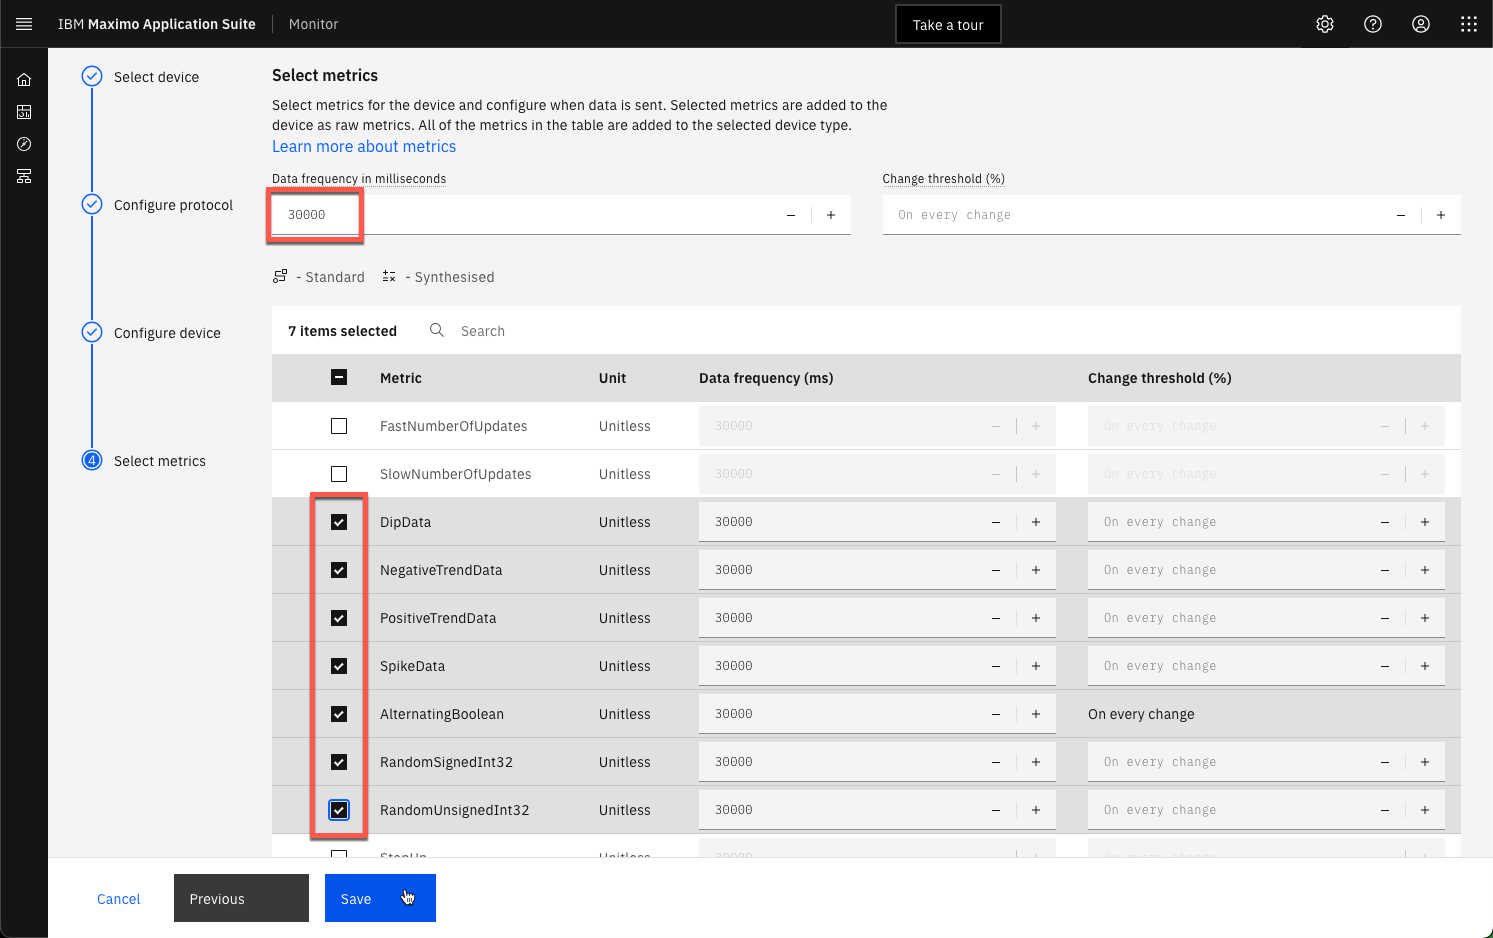 IBM Maximo Application Suite Monitor Take a tour
Select device
Configure protocol
Configure device
4 Select metrics
Select metrics
Select metrics for the device and configure when data is sent. Selected metrics are added to the
device as raw metrics. All of the metrics in the table are added to the selected device type.
Learn more about metrics
Data frequency in milliseconds Change threshold (%)
30000 On every change
- Standard - Synthesised
7 items selected Search
Metric Unit Data frequency (ms) Change threshold (%)
FastNumberOfUpdates Unitless 30000 On every change
SlowNumberOfUpdates Unitless 30000 On every change
DipData Unitless 30000 On every change
NegativeTrendData Unitless 30000 On every change
PositiveTrendData Unitless 30000 On every change
SpikeData Unitless 30000 On every change
AlternatingBoolean Unitless 30000 On every change
RandomSignedInt32 Unitless 30000 On every change
RandomUnsignedInt32 Unitless 30000 On every change
StepUp Unitless 30000 On every change
Cancel Previous Save